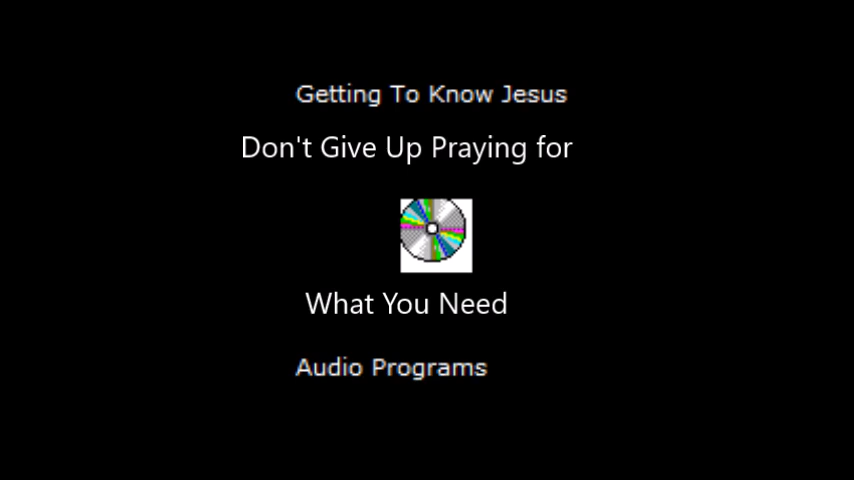 Getting To Know Jesus
Don't Give Up Praying for
What You Need
Audio Programs